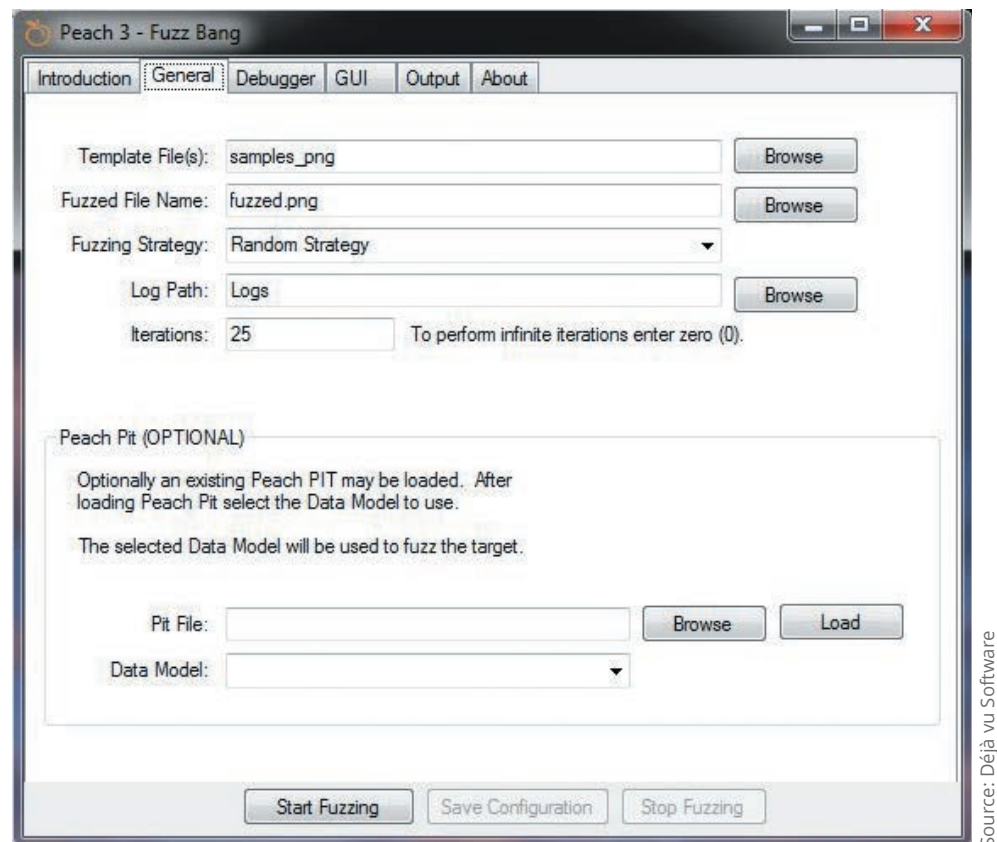 Peach 3 - Fuzz Bang
Introduction General Debugger GUI Output About
Template File(s): samples_png Browse
Fuzzed File Name: fuzzed.png Browse
Fuzzing Strategy: Random Strategy
Log Path: Logs Browse
Iterations: 25 To perform infinite iterations enter zero (0).
Peach Pit (OPTIONAL)
Optionally an existing Peach PIT may be loaded. After
loading Peach Pit select the Data Model to use.
The selected Data Model will be used to fuzz the target.
Pit File: Browse Load
Data Model:
Start Fuzzing Save Configuration Stop Fuzzing
Source: Déjà vu Software